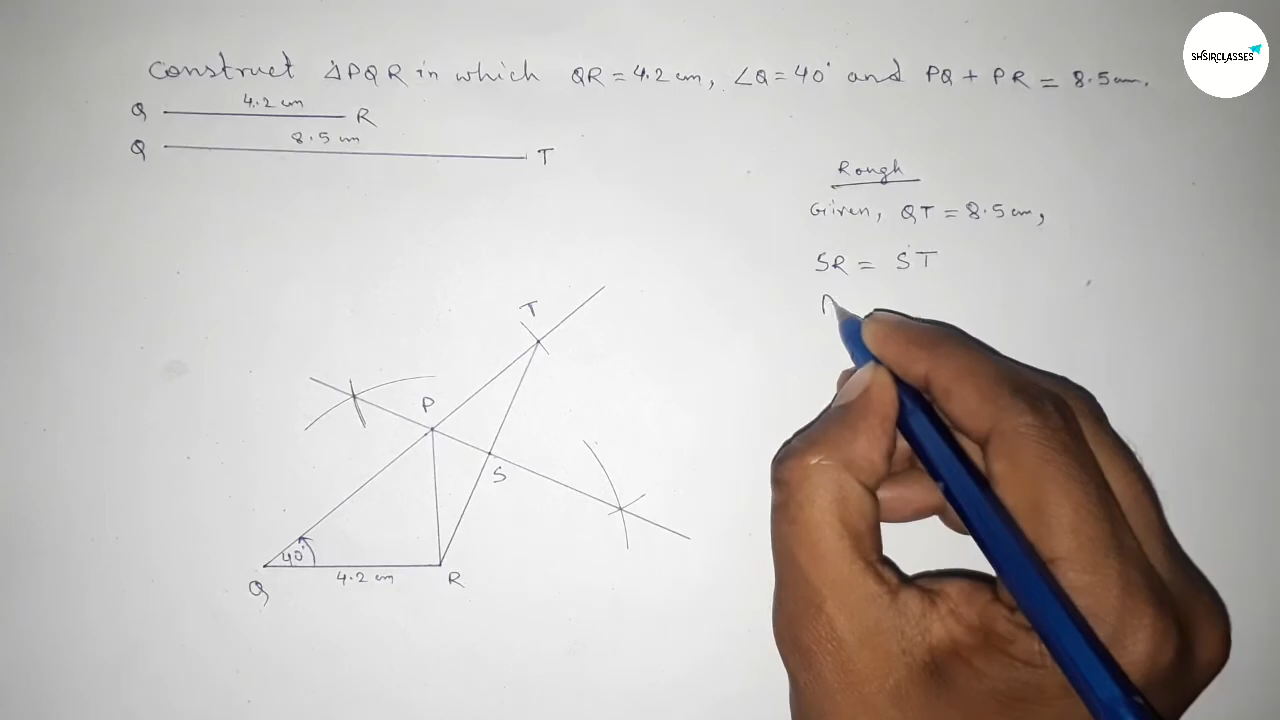 Construct ΔPQR in which QR = 4.2 cm, ∠Q = 40° and PQ + PR = 8.5 cm.
SHSIRCLASSES
Q 4.2 cm R
Q 8.5 cm T
Rough
Given, QT = 8.5 cm,
SR = ST
T
P
S
40°
4.2 cm
Q
R